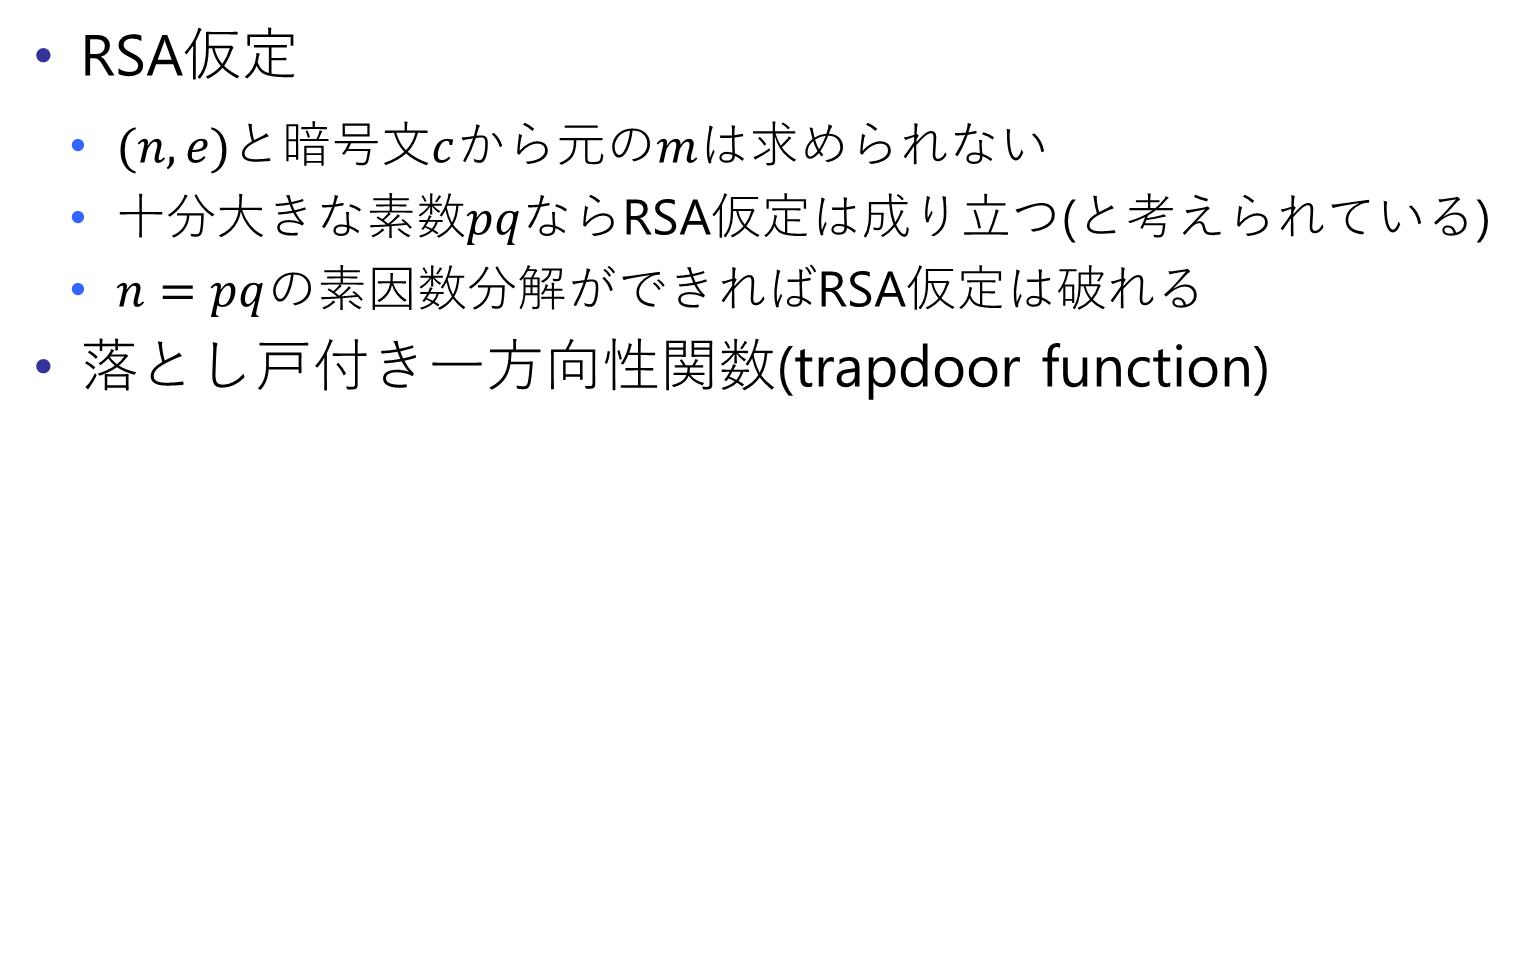 • RSA仮定
• (n, e)と暗号文cから元のmは求められない
• 十分大きな素数pqならRSA仮定は成り立つ(と考えられている)
• n = pqの素因数分解ができればRSA仮定は破れる
• 落とし戸付き一方向性関数(trapdoor function)